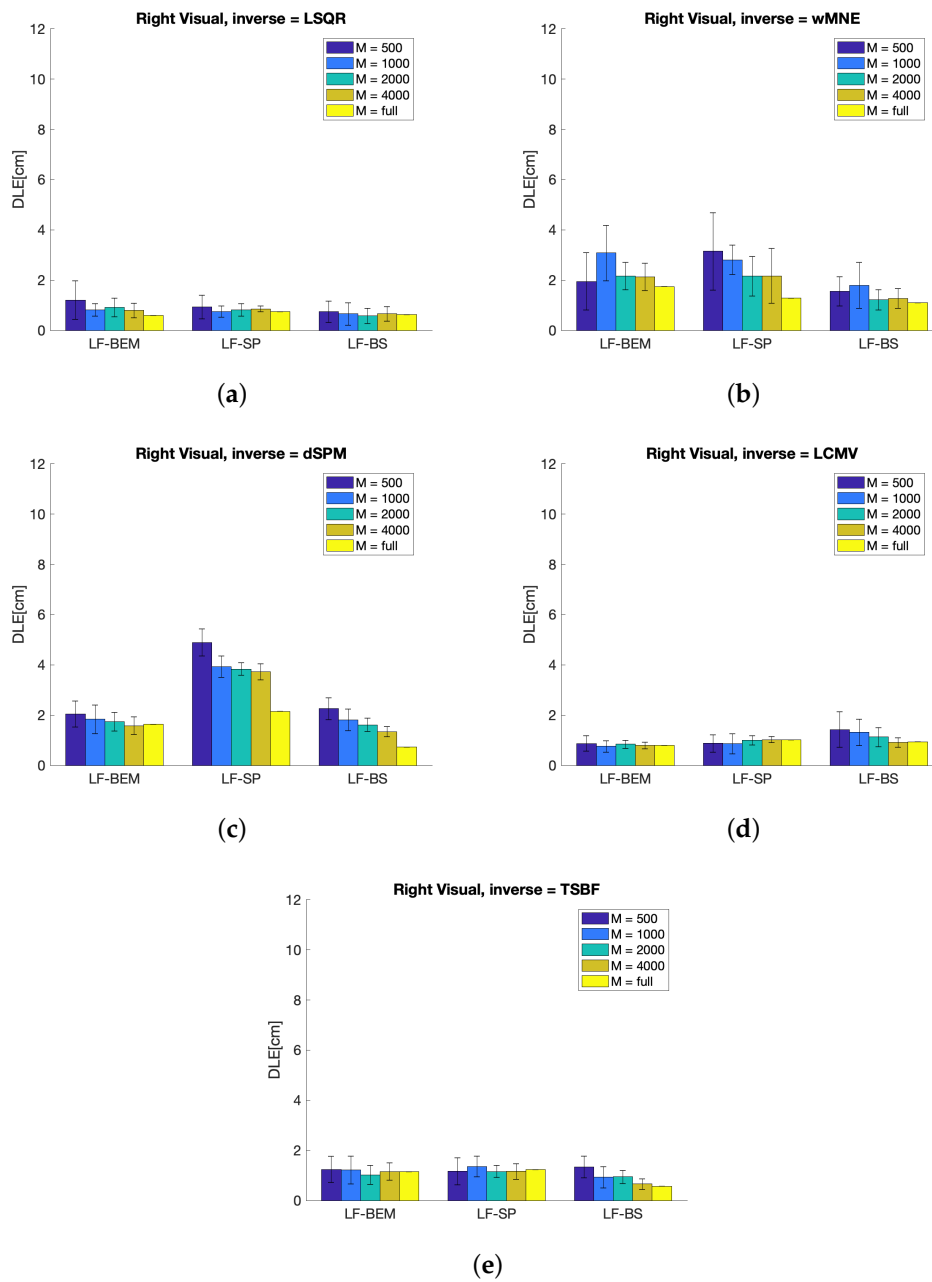 Right Visual, inverse = LSQR
12
10
8
6
4
2
0
DLE[cm]
M = 500
M = 1000
M = 2000
M = 4000
M = full
LF-BEM
LF-SP
LF-BS
(a)
Right Visual, inverse = wMNE
12
10
8
6
4
2
0
DLE[cm]
M = 500
M = 1000
M = 2000
M = 4000
M = full
LF-BEM
LF-SP
LF-BS
(b)
Right Visual, inverse = dSPM
12
10
8
6
4
2
0
DLE[cm]
M = 500
M = 1000
M = 2000
M = 4000
M = full
LF-BEM
LF-SP
LF-BS
(c)
Right Visual, inverse = LCMV
12
10
8
6
4
2
0
DLE[cm]
M = 500
M = 1000
M = 2000
M = 4000
M = full
LF-BEM
LF-SP
LF-BS
(d)
Right Visual, inverse = TSBF
12
10
8
6
4
2
0
DLE[cm]
M = 500
M = 1000
M = 2000
M = 4000
M = full
LF-BEM
LF-SP
LF-BS
(e)